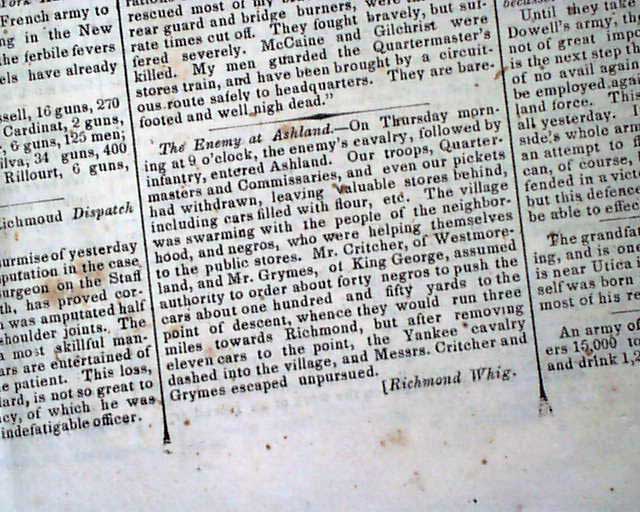 French army to
ng in the New
the ferbile fevers
els have already
ssell, 16 guns, 270
Cardinat, 2 guns,
, 6 guns, 125 men;
ilva, 34 guns, 400
Rillourt, 6 guns,
ichmoud Dispatch
urmise of yesterday
putation in the case
urgeon on the Staff
th, has proved cor-
n was amputated half
shoulder joints. The
a most skillful man-
ars are entertained of
e patient. This loss,
lard, is not so great to
ncy, of which he was
indefatigable officer.
rescued most of my
rear guard and bridge burners, were
rate times cut off. They fought bravely, but suf-
fered severely. McCaine and Gilchrist were
killed. My men guarded the Quartermaster's
stores train, and have been brought by a circuit-
ous route safely to headquarters. They are bare-
footed and well nigh dead."
The Enemy at Ashland.—On Thursday morn-
ing at 9 o'clock, the enemy's cavalry, followed by
infantry, entered Ashland. Our troops, Quarter-
masters and Commissaries, and even our pickets
had withdrawn, leaving valuable stores behind,
including cars filled with flour, etc. The village
was swarming with the people of the neighbor-
hood, and negros, who were helping themselves
to the public stores. Mr. Critcher, of Westmore-
land, and Mr. Grymes, of King George, assumed
authority to order about forty negros to push the
cars about one hundred and fifty yards to the
point of descent, whence they would run three
miles towards Richmond, but after removing
eleven cars to the point, the Yankee cavalry
dashed into the village, and Messrs. Critcher and
Grymes escaped unpursued.
[Richmond Whig.
Until they take
Dowell's army, th
not of great impo
is the next step th
of no avail again
be employed aga
land force. This
all yesterday.
side's whole arm
an attempt to f
can, of course,
fended in a vict
but this defenc
be able to effec
The grandfat
ing, and is one
is near Utica i
self was born
most of his r
An army o
ers 15,000 to
and drink 1,2